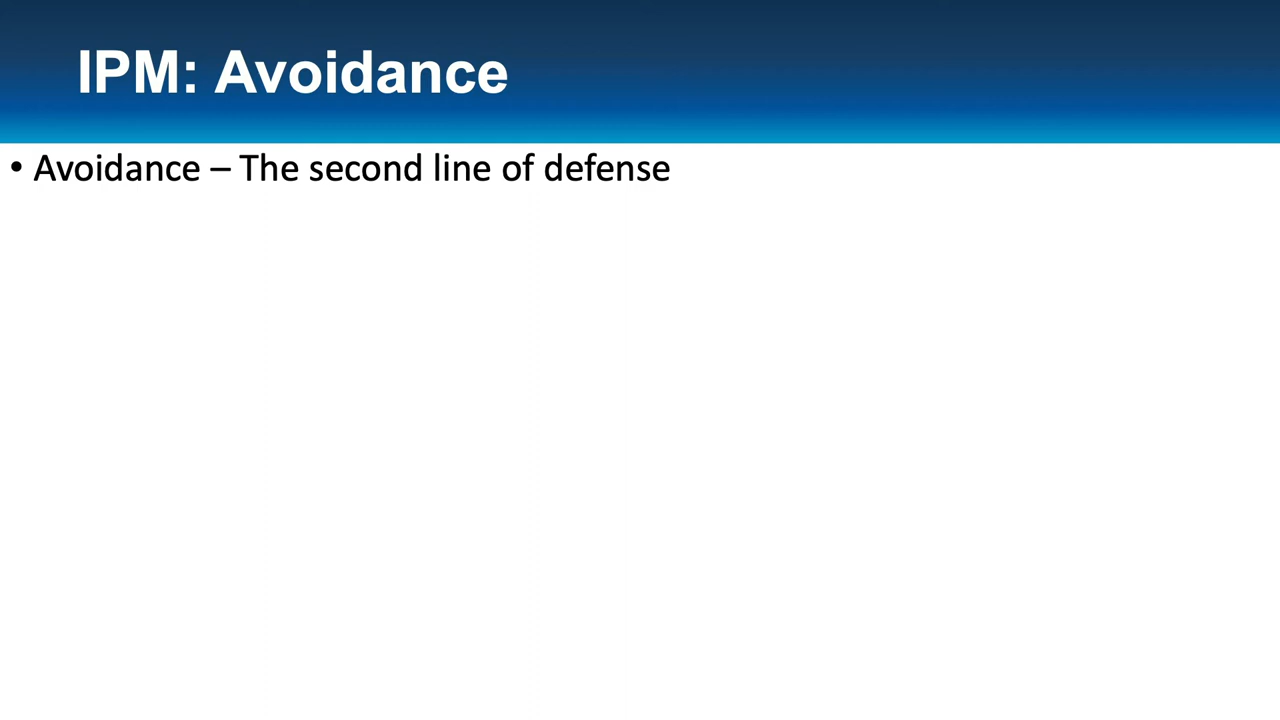 IPM: Avoidance
• Avoidance – The second line of defense